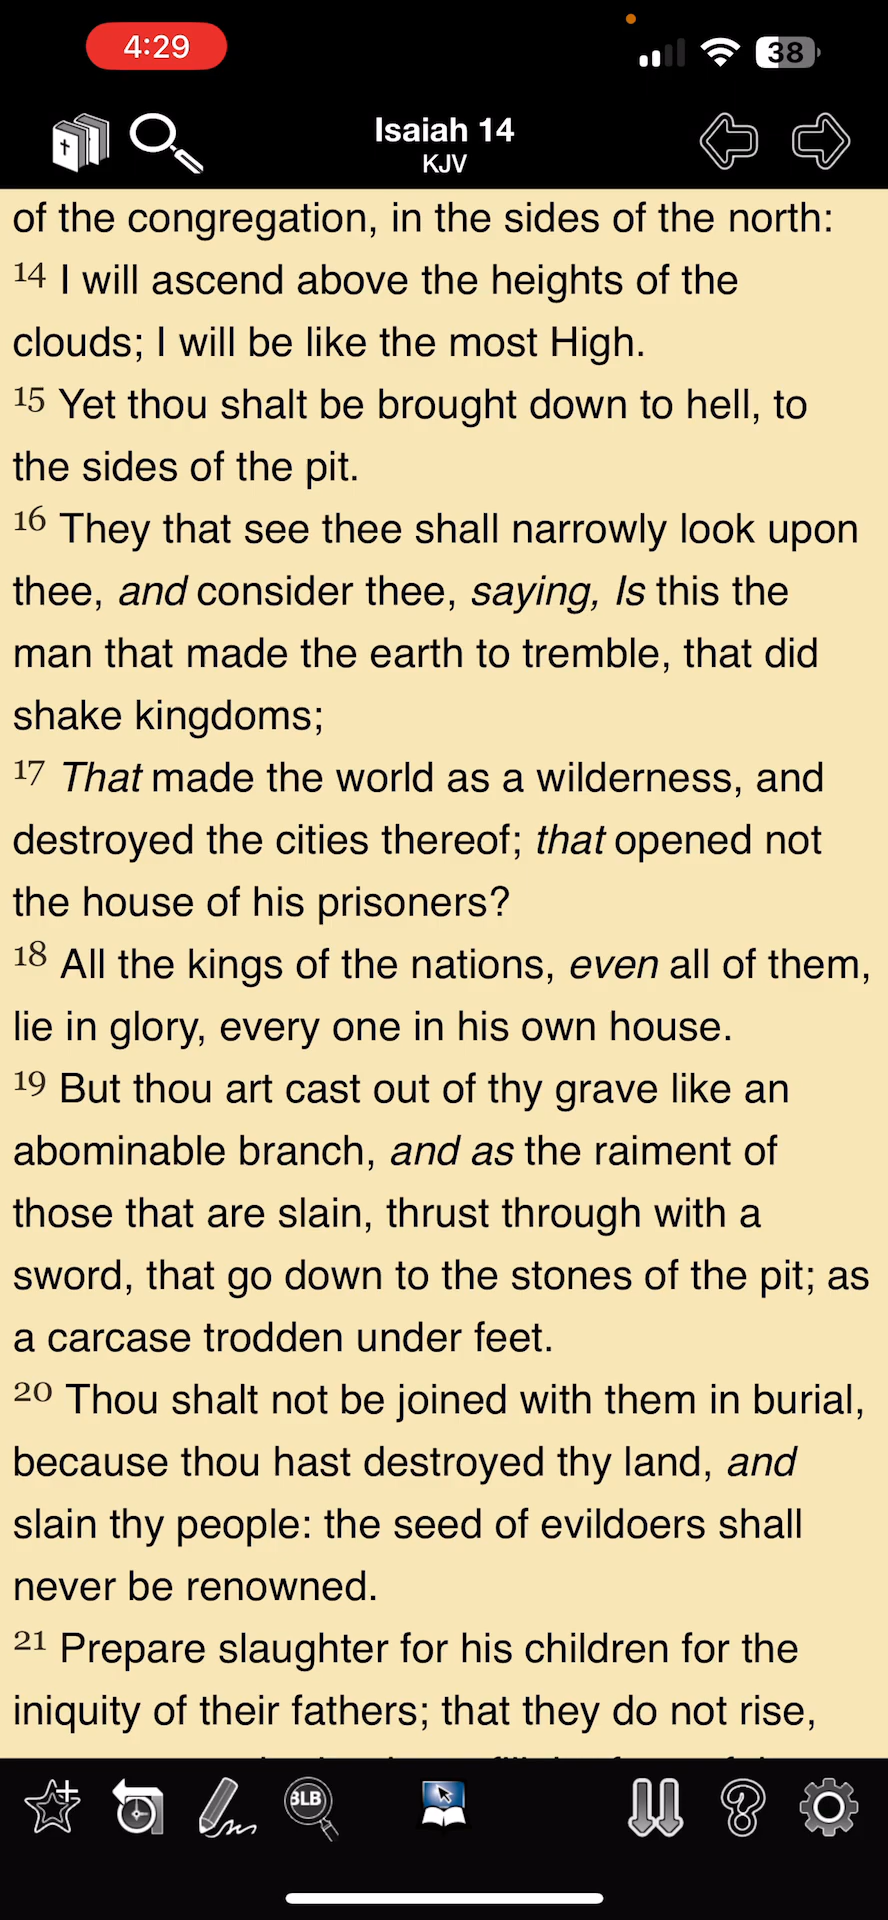 4:29
38
Isaiah 14
KJV
of the congregation, in the sides of the north:
14 I will ascend above the heights of the
clouds; I will be like the most High.
15 Yet thou shalt be brought down to hell, to
the sides of the pit.
16 They that see thee shall narrowly look upon
thee, and consider thee, saying, Is this the
man that made the earth to tremble, that did
shake kingdoms;
17 That made the world as a wilderness, and
destroyed the cities thereof; that opened not
the house of his prisoners?
18 All the kings of the nations, even all of them,
lie in glory, every one in his own house.
19 But thou art cast out of thy grave like an
abominable branch, and as the raiment of
those that are slain, thrust through with a
sword, that go down to the stones of the pit; as
a carcase trodden under feet.
20 Thou shalt not be joined with them in burial,
because thou hast destroyed thy land, and
slain thy people: the seed of evildoers shall
never be renowned.
21 Prepare slaughter for his children for the
iniquity of their fathers; that they do not rise,
BLB